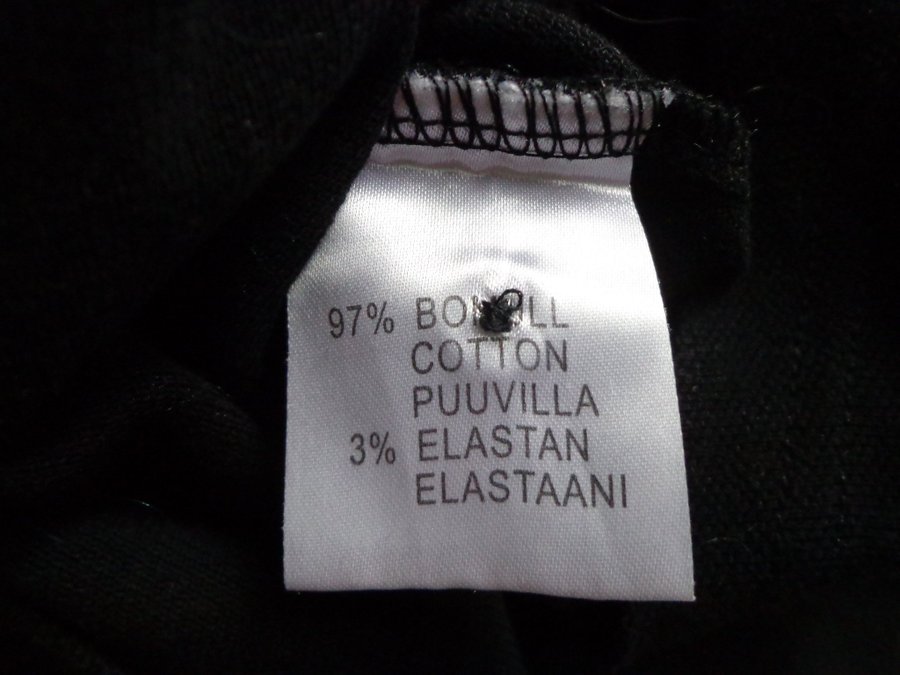 97%
COTTON
PUUVILLA
3% ELASTAN
ELASTAANI